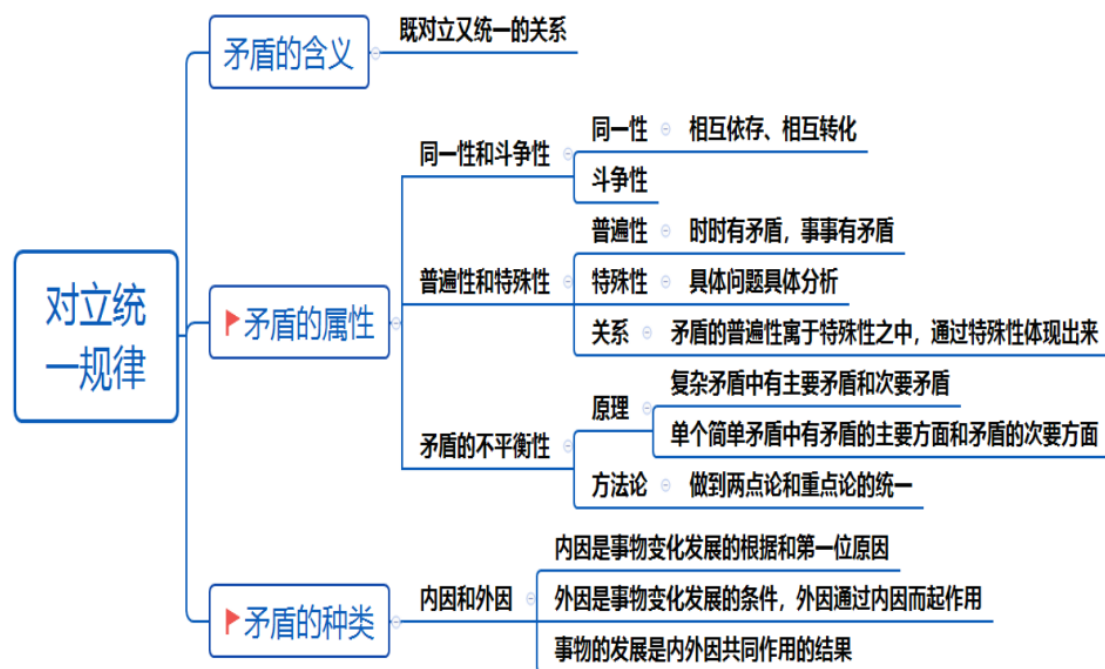 对立统
一规律
矛盾的含义
既对立又统一的关系
矛盾的属性
同一性和斗争性
同一性
相互依存、相互转化
斗争性
普遍性和特殊性
普遍性
时时有矛盾，事事有矛盾
特殊性
具体问题具体分析
关系
矛盾的普遍性寓于特殊性之中，通过特殊性体现出来
矛盾的不平衡性
原理
复杂矛盾中有主要矛盾和次要矛盾
单个简单矛盾中有矛盾的主要方面和矛盾的次要方面
方法论
做到两点论和重点论的统一
矛盾的种类
内因和外因
内因是事物变化发展的根据和第一位原因
外因是事物变化发展的条件，外因通过内因而起作用
事物的发展是内外因共同作用的结果